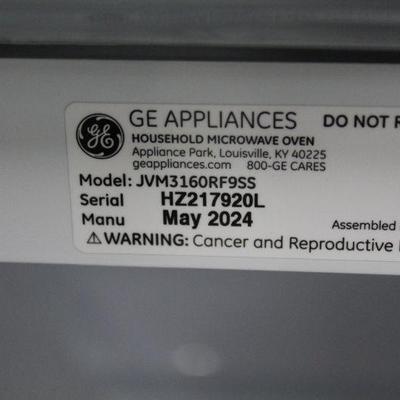 GE APPLIANCES DO NOT
HOUSEHOLD MICROWAVE OVEN
Appliance Park, Louisville, KY 40225
geappliances.com 800-GE CARES
Model: JVM3160RF9SS
Serial HZ217920L
Manu May 2024
Assembled
WARNING: Cancer and Reproductive